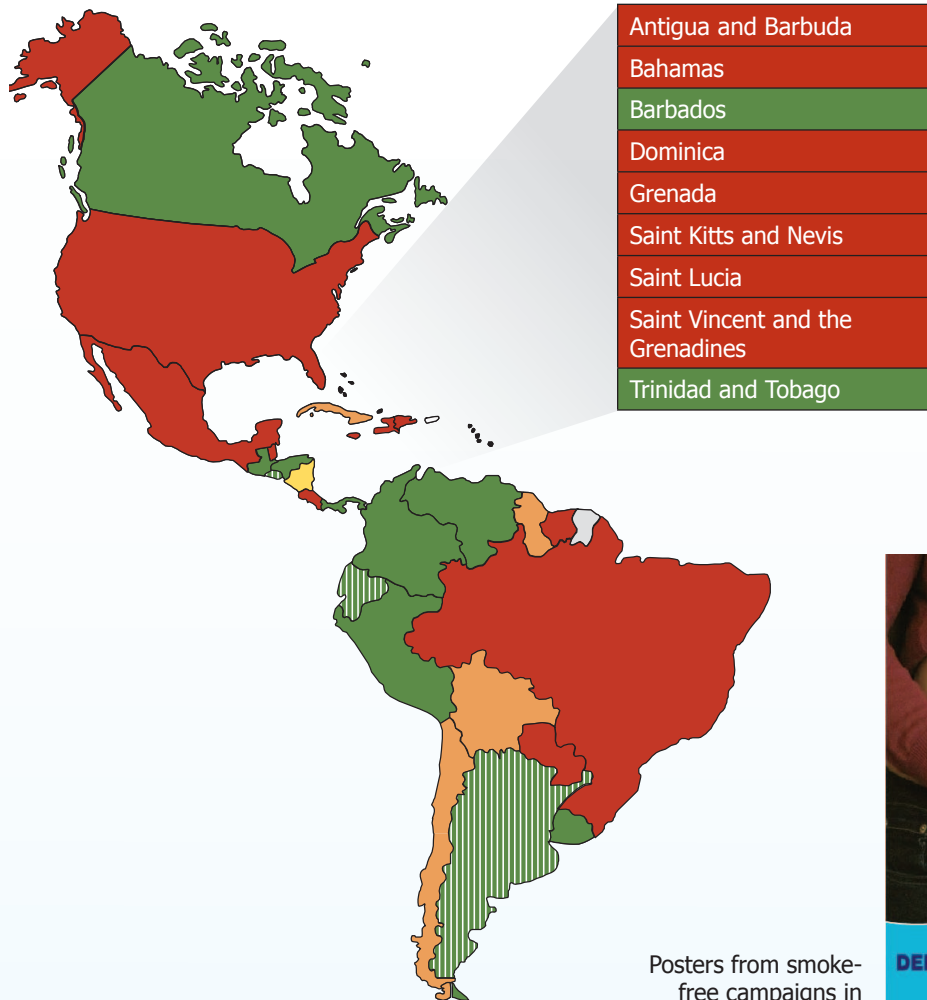 Antigua and Barbuda
Bahamas
Barbados
Dominica
Grenada
Saint Kitts and Nevis
Saint Lucia
Saint Vincent and the
Grenadines
Trinidad and Tobago
Posters from smoke-
free campaigns in